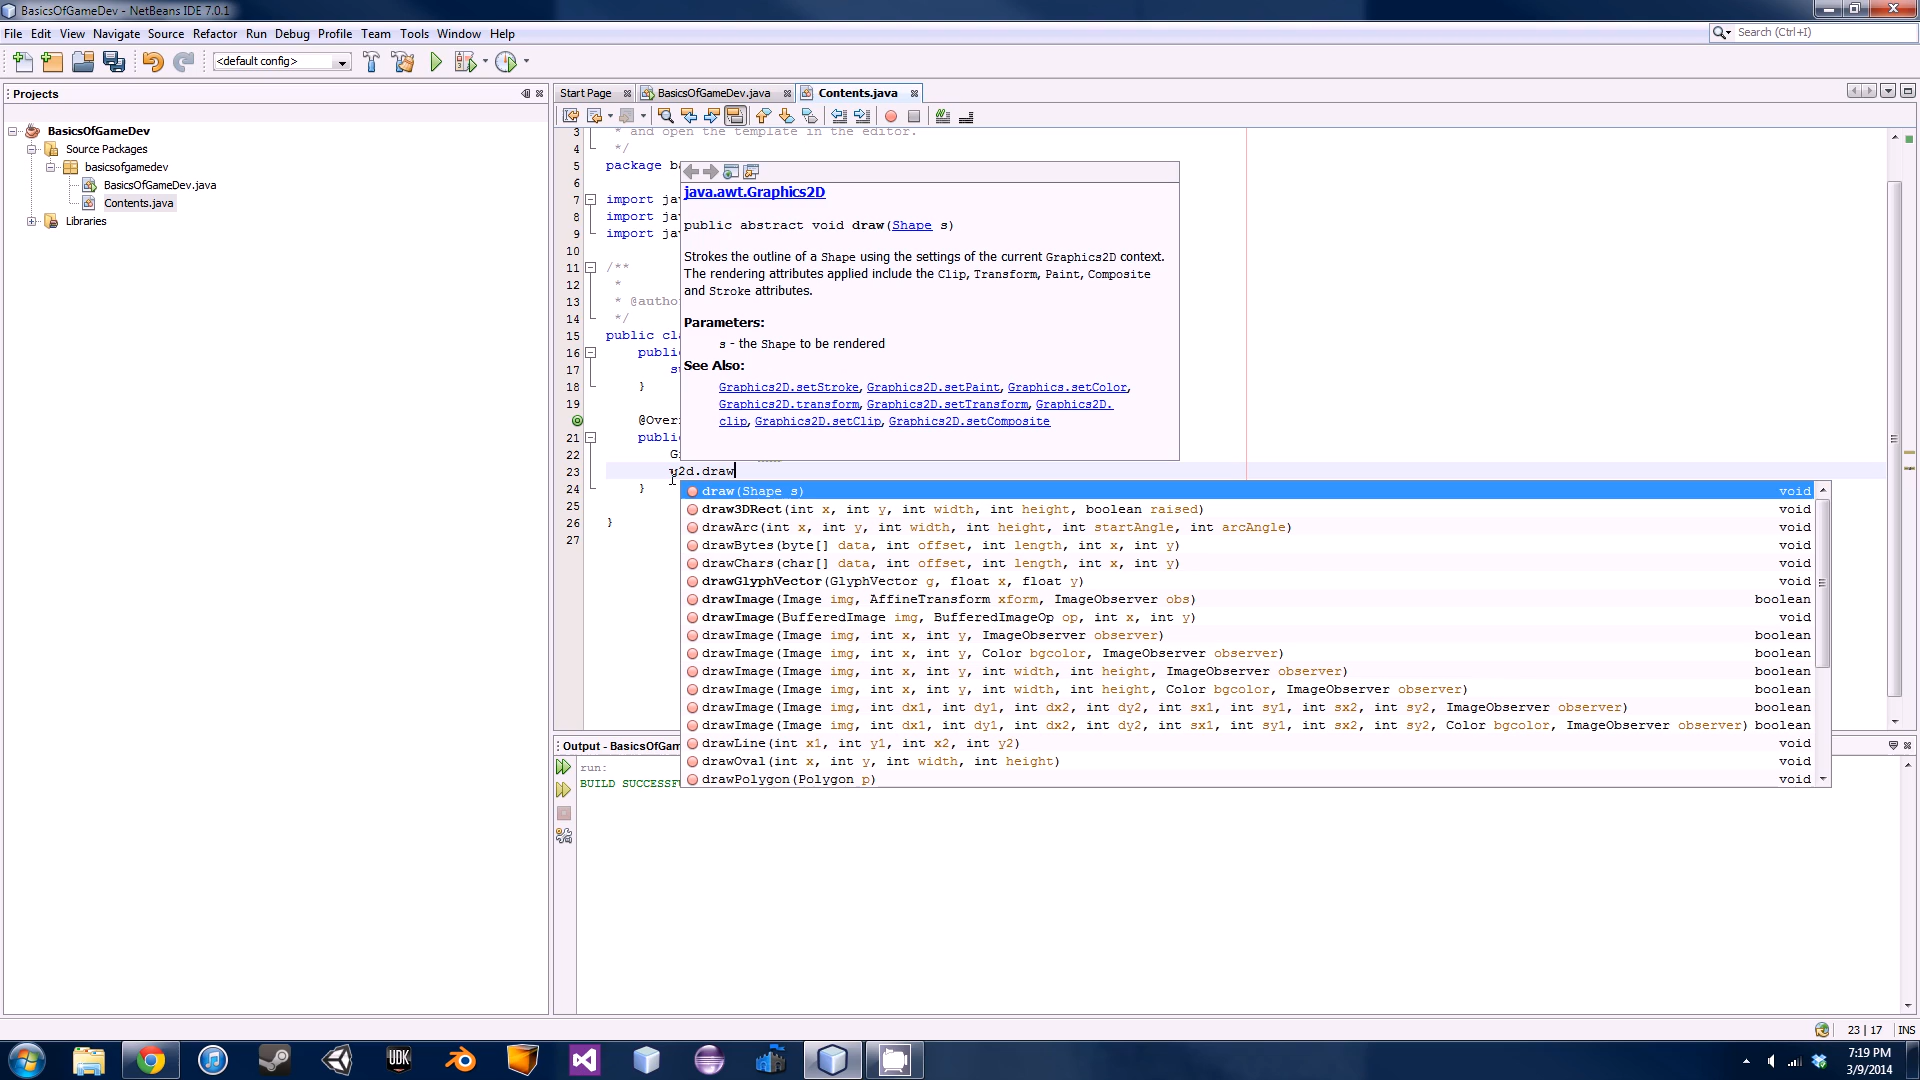 BasicsOfGameDev - NetBeans IDE 7.0.1
File Edit View Navigate Source Refactor Run Debug Profile Team Tools Window Help
Search (Ctrl+I)
<default config>
Projects
BasicsOfGameDev
Source Packages
basicsofgamedev
BasicsOfGameDev.java
Contents.java
Libraries
Start Page BasicsOfGameDev.java Contents.java
3 * and open the template in the editor.
4 */
5 package ba
6
7 import jav
8 import jav
9 import jav
10
11 /**
12 *
13 * @autho
14 */
15 public cla
16 publi
17 su
18 }
19
@Over
21 public
22 G
23 g2d.draw
24 }
25
26 }
27
java.awt.Graphics2D
public abstract void draw(Shape s)
Strokes the outline of a Shape using the settings of the current Graphics2D context.
The rendering attributes applied include the Clip, Transform, Paint, Composite
and Stroke attributes.
Parameters:
s - the Shape to be rendered
See Also:
Graphics2D.setStroke, Graphics2D.setPaint, Graphics.setColor,
Graphics2D.transform, Graphics2D.setTransform, Graphics2D.
clip, Graphics2D.setClip, Graphics2D.setComposite
draw(Shape s) void
draw3DRect(int x, int y, int width, int height, boolean raised) void
drawArc(int x, int y, int width, int height, int startAngle, int arcAngle) void
drawBytes(byte[] data, int offset, int length, int x, int y) void
drawChars(char[] data, int offset, int length, int x, int y) void
drawGlyphVector(GlyphVector g, float x, float y) void
drawImage(Image img, AffineTransform xform, ImageObserver obs) boolean
drawImage(BufferedImage img, BufferedImageOp op, int x, int y) void
drawImage(Image img, int x, int y, ImageObserver observer) boolean
drawImage(Image img, int x, int y, Color bgcolor, ImageObserver observer) boolean
drawImage(Image img, int x, int y, int width, int height, ImageObserver observer) boolean
drawImage(Image img, int x, int y, int width, int height, Color bgcolor, ImageObserver observer) boolean
drawImage(Image img, int dx1, int dy1, int dx2, int dy2, int sx1, int sy1, int sx2, int sy2, ImageObserver observer) boolean
drawImage(Image img, int dx1, int dy1, int dx2, int dy2, int sx1, int sy1, int sx2, int sy2, Color bgcolor, ImageObserver observer) boolean
drawLine(int x1, int y1, int x2, int y2) void
drawOval(int x, int y, int width, int height) void
drawPolygon(Polygon p) void
Output - BasicsOfGam
run:
BUILD SUCCESSF
23 | 17 INS
UDK
7:19 PM
3/9/2014